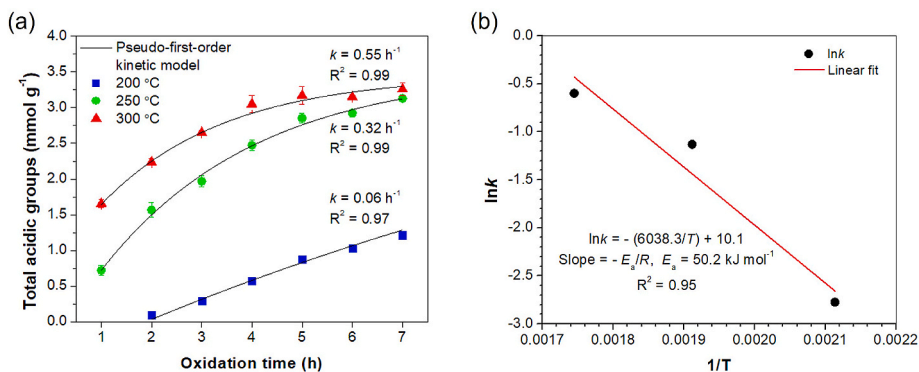 (a)
4.0
3.5
3.0
2.5
2.0
1.5
1.0
0.5
0.0
Total acidic groups (mmol g⁻¹)
Pseudo-first-order
kinetic model
200 °C
250 °C
300 °C
k = 0.55 h⁻¹
R² = 0.99
k = 0.32 h⁻¹
R² = 0.99
k = 0.06 h⁻¹
R² = 0.97
1 2 3 4 5 6 7
Oxidation time (h)
(b)
0.0
-0.5
-1.0
-1.5
-2.0
-2.5
-3.0
lnk
lnk
Linear fit
lnk = - (6038.3/T) + 10.1
Slope = - Eₐ/R, Eₐ = 50.2 kJ mol⁻¹
R² = 0.95
0.0017 0.0018 0.0019 0.0020 0.0021 0.0022
1/T